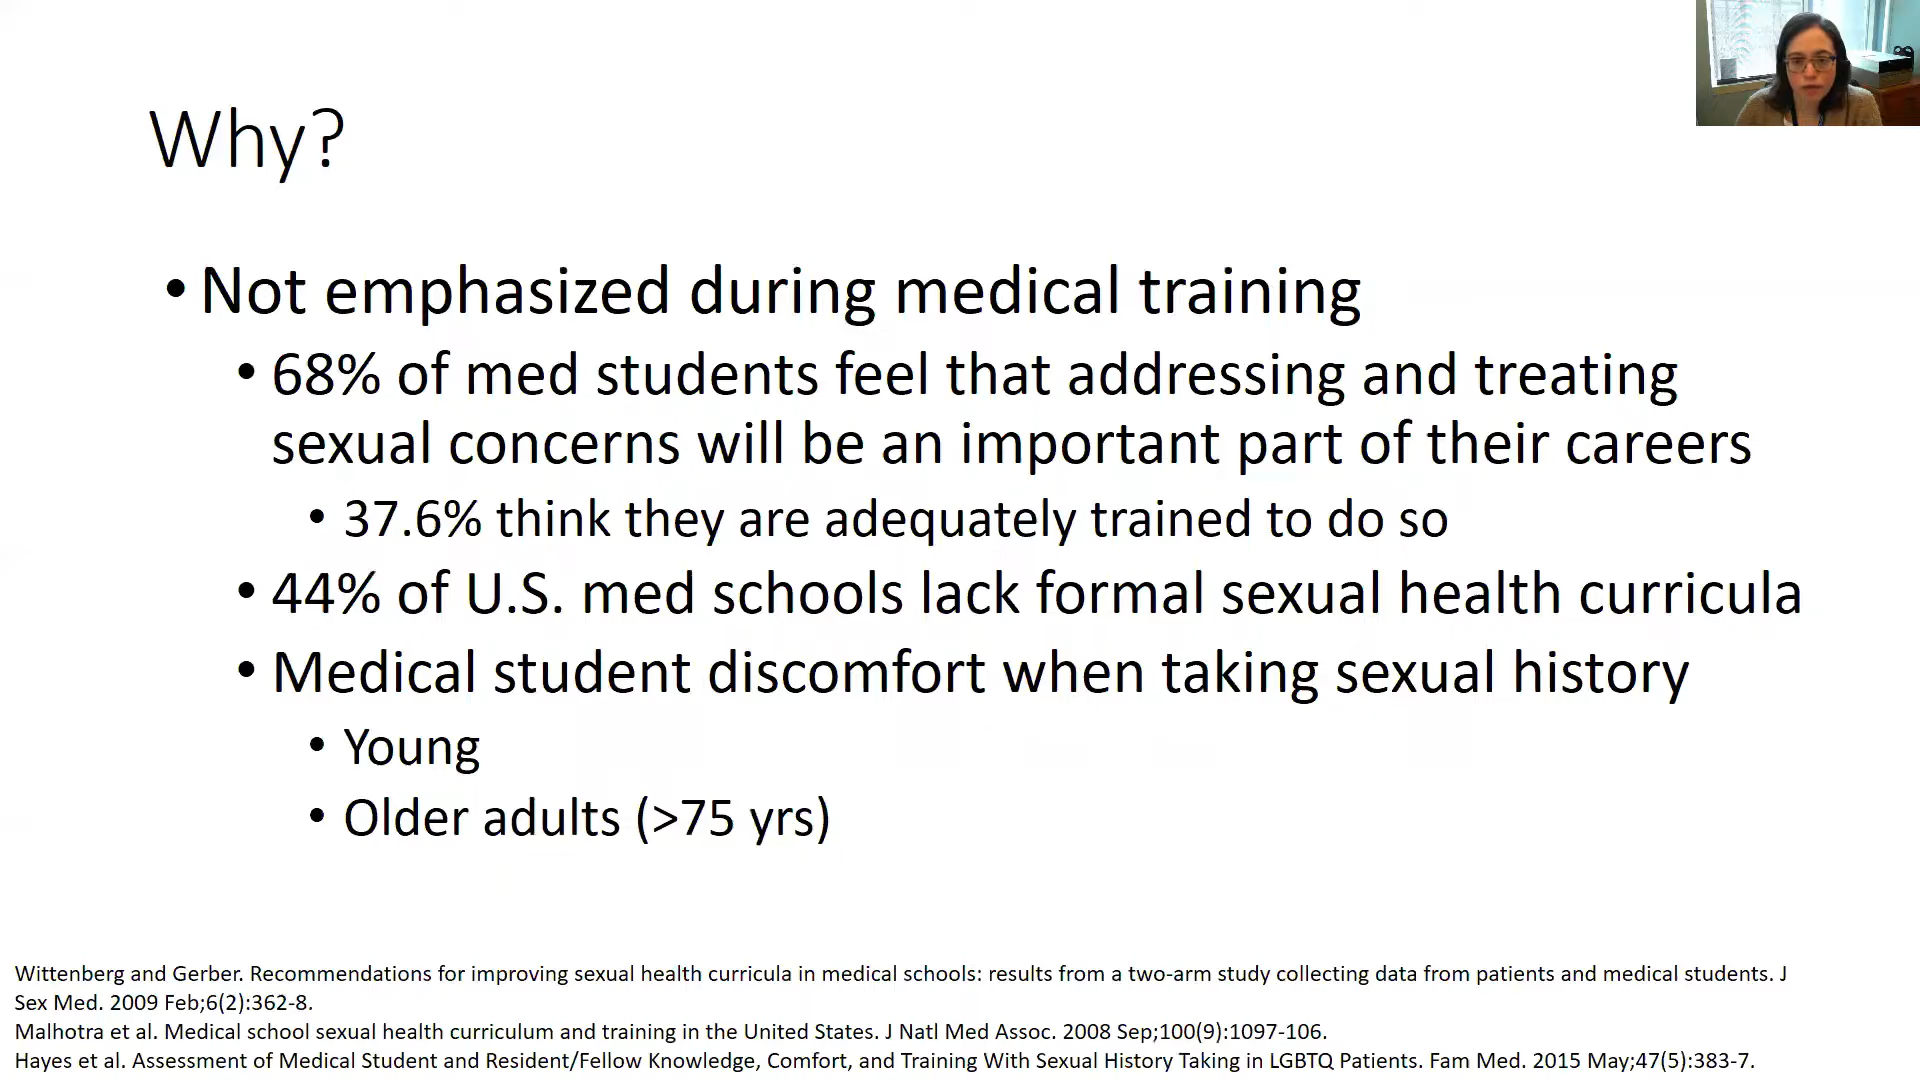 Why?
• Not emphasized during medical training
• 68% of med students feel that addressing and treating
sexual concerns will be an important part of their careers
• 37.6% think they are adequately trained to do so
• 44% of U.S. med schools lack formal sexual health curricula
• Medical student discomfort when taking sexual history
• Young
• Older adults (>75 yrs)
Wittenberg and Gerber. Recommendations for improving sexual health curricula in medical schools: results from a two-arm study collecting data from patients and medical students. J
Sex Med. 2009 Feb;6(2):362-8.
Malhotra et al. Medical school sexual health curriculum and training in the United States. J Natl Med Assoc. 2008 Sep;100(9):1097-106.
Hayes et al. Assessment of Medical Student and Resident/Fellow Knowledge, Comfort, and Training With Sexual History Taking in LGBTQ Patients. Fam Med. 2015 May;47(5):383-7.